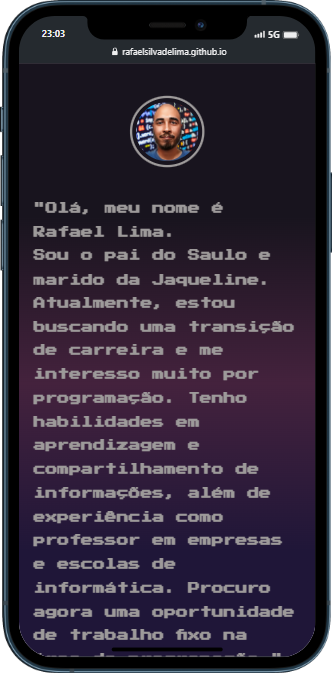 23:03
5G
rafaelsilvadelima.github.io
"Olá, meu nome é
Rafael Lima.
Sou o pai do Saulo e
marido da Jaqueline.
Atualmente, estou
buscando uma transição
de carreira e me
interesso muito por
programação. Tenho
habilidades em
aprendizagem e
compartilhamento de
informações, além de
experiência como
professor em empresas
e escolas de
informática. Procuro
agora uma oportunidade
de trabalho fixo na